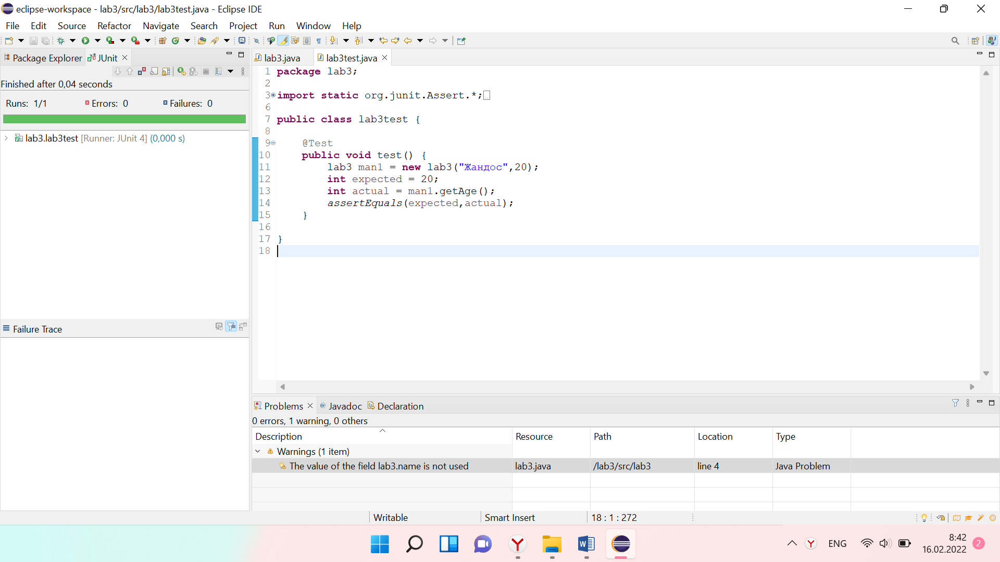 eclipse-workspace - lab3/src/lab3/lab3test.java - Eclipse IDE
File Edit Source Refactor Navigate Search Project Run Window Help
Package Explorer JUnit
Finished after 0,04 seconds
Runs: 1/1 Errors: 0 Failures: 0
lab3.lab3test [Runner: JUnit 4] (0,000 s)
Failure Trace
lab3.java lab3test.java
1 package lab3;
2
3 import static org.junit.Assert.*;
6
7 public class lab3test {
8
9 @Test
10 public void test() {
11 lab3 man1 = new lab3("Жандос",20);
12 int expected = 20;
13 int actual = man1.getAge();
14 assertEquals(expected,actual);
15 }
16
17 }
18
Problems Javadoc Declaration
0 errors, 1 warning, 0 others
Description Resource Path Location Type
Warnings (1 item)
The value of the field lab3.name is not used lab3.java /lab3/src/lab3 line 4 Java Problem
Writable Smart Insert 18 : 1 : 272
ENG
8:42
16.02.2022
2